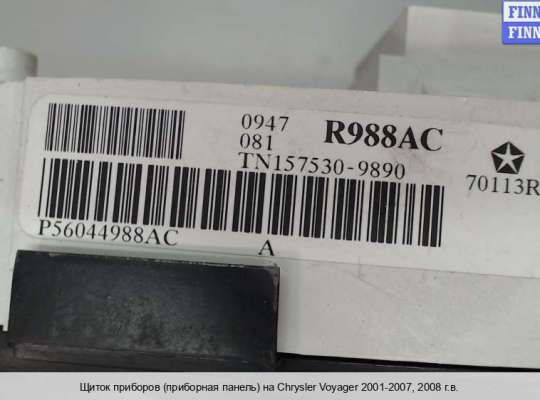 FINN
FINN
0947
081
R988AC
TN157530-9890
70113R
P56044988AC
A
Щиток приборов (приборная панель) на Chrysler Voyager 2001-2007, 2008 г.в.